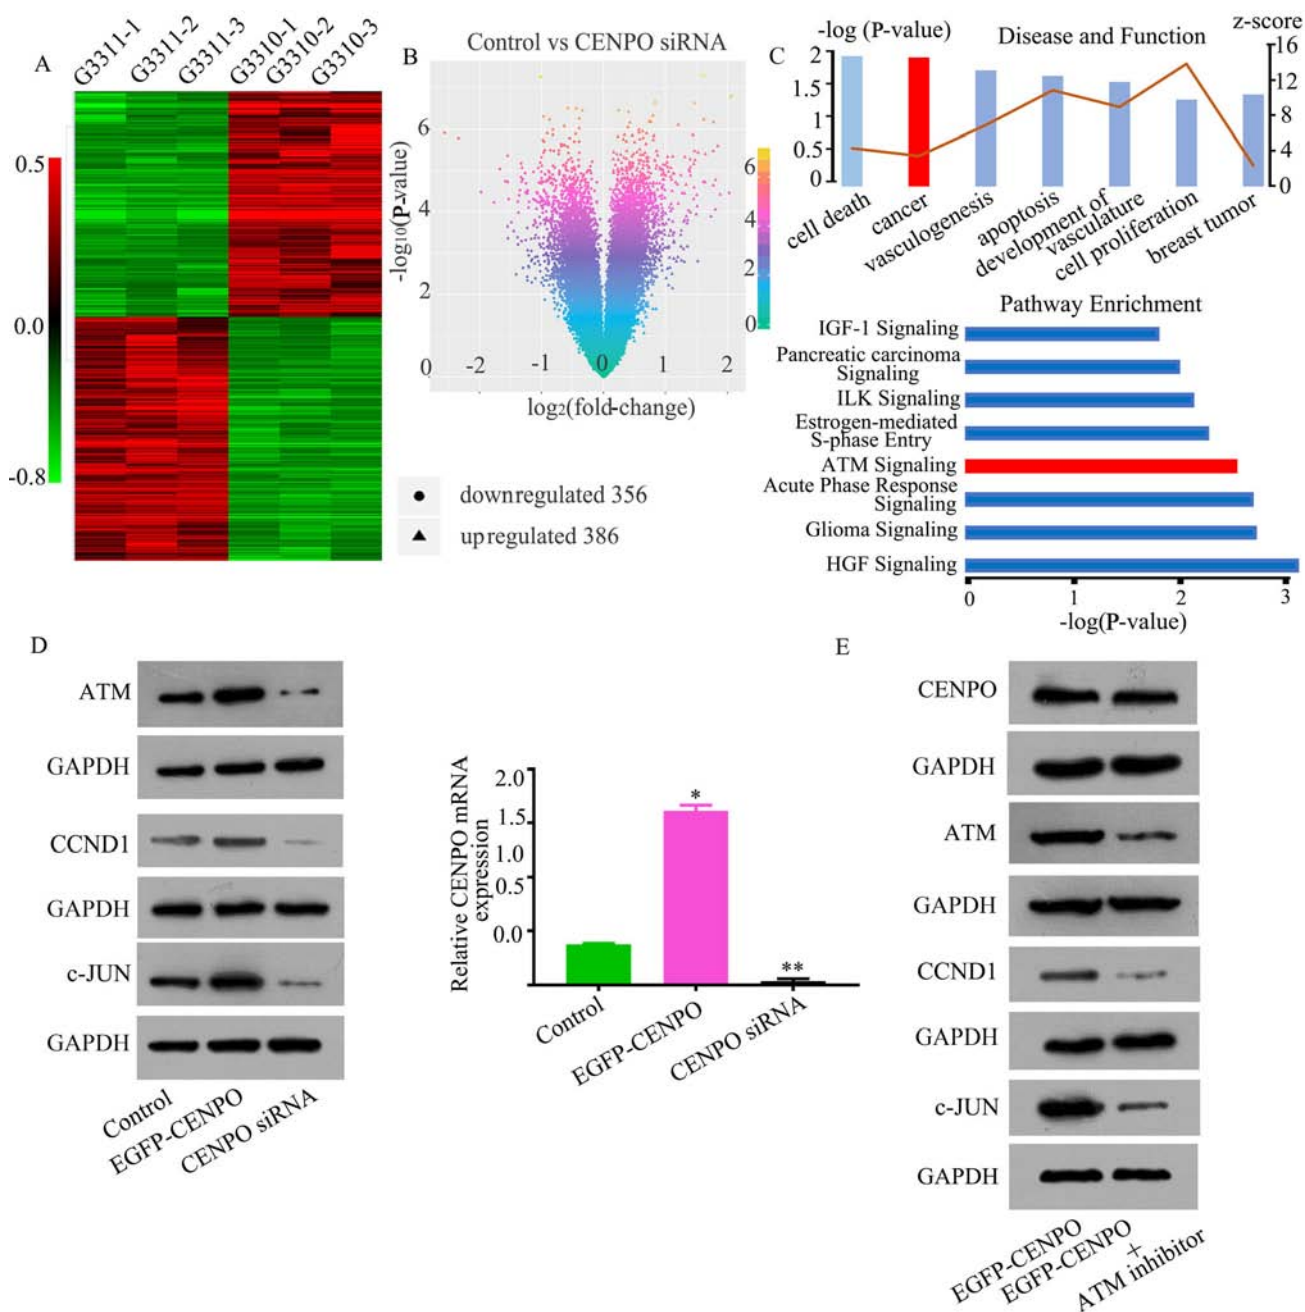 A
G3311-1
G3311-2
G3311-3
G3310-1
G3310-2
G3310-3
0.5
0.0
-0.8
B
Control vs CENPO siRNA
-log10(P-value)
6
4
2
0
-2
-1
0
1
2
log2(fold-change)
6
4
2
0
downregulated 356
upregulated 386
C
-log (P-value)
Disease and Function
z-score
2
1.5
1
0.5
0
16
12
8
4
0
cell death
cancer
vasculogenesis
apoptosis
development of
vasculature
cell proliferation
breast tumor
Pathway Enrichment
IGF-1 Signaling
Pancreatic carcinoma
Signaling
ILK Signaling
Estrogen-mediated
S-phase Entry
ATM Signaling
Acute Phase Response
Signaling
Glioma Signaling
HGF Signaling
0
1
2
3
-log(P-value)
D
ATM
GAPDH
CCND1
GAPDH
c-JUN
GAPDH
Control
EGFP-CENPO
CENPO siRNA
Relative CENPO mRNA
expression
2.0
1.5
1.0
0.5
0.0
*
**
Control
EGFP-CENPO
CENPO siRNA
E
CENPO
GAPDH
ATM
GAPDH
CCND1
GAPDH
c-JUN
GAPDH
EGFP-CENPO
EGFP-CENPO
+
ATM inhibitor